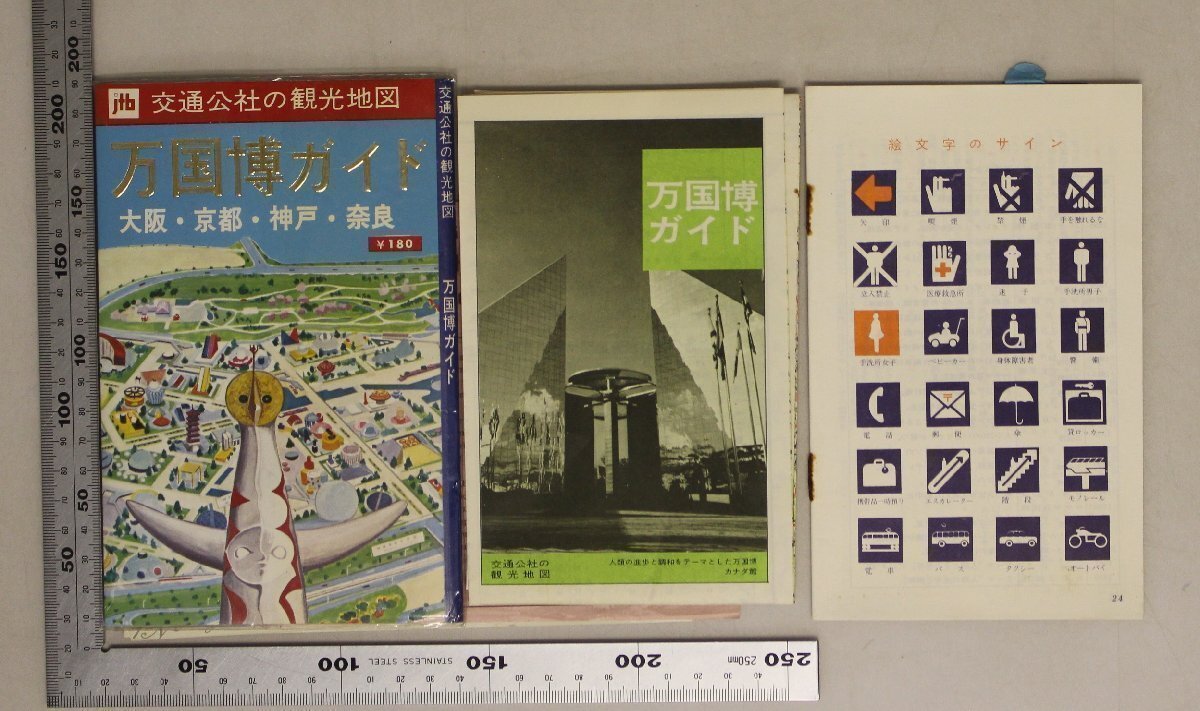 jtb 交通公社の観光地図
万国博ガイド
大阪・京都・神戸・奈良
¥180
交通公社の観光地図 万国博ガイド
万国博
ガイド
交通公社の
観光地図
人類の進歩と調和をテーマとした万国博
カナダ館
絵文字のサイン
矢印 喫煙 禁煙 手を触れるな
立入禁止 医療救急所 迷子 手洗所男子
手洗所女子 ベビーカー 身体障害者 警備
電話 郵便 傘 貸ロッカー
携帯品一時預り エスカレーター 階段 モノレール
電車 バス タクシー オートバイ
24
50 100 STAINLESS STEEL 150 200 250mm 250
200
150
100
50